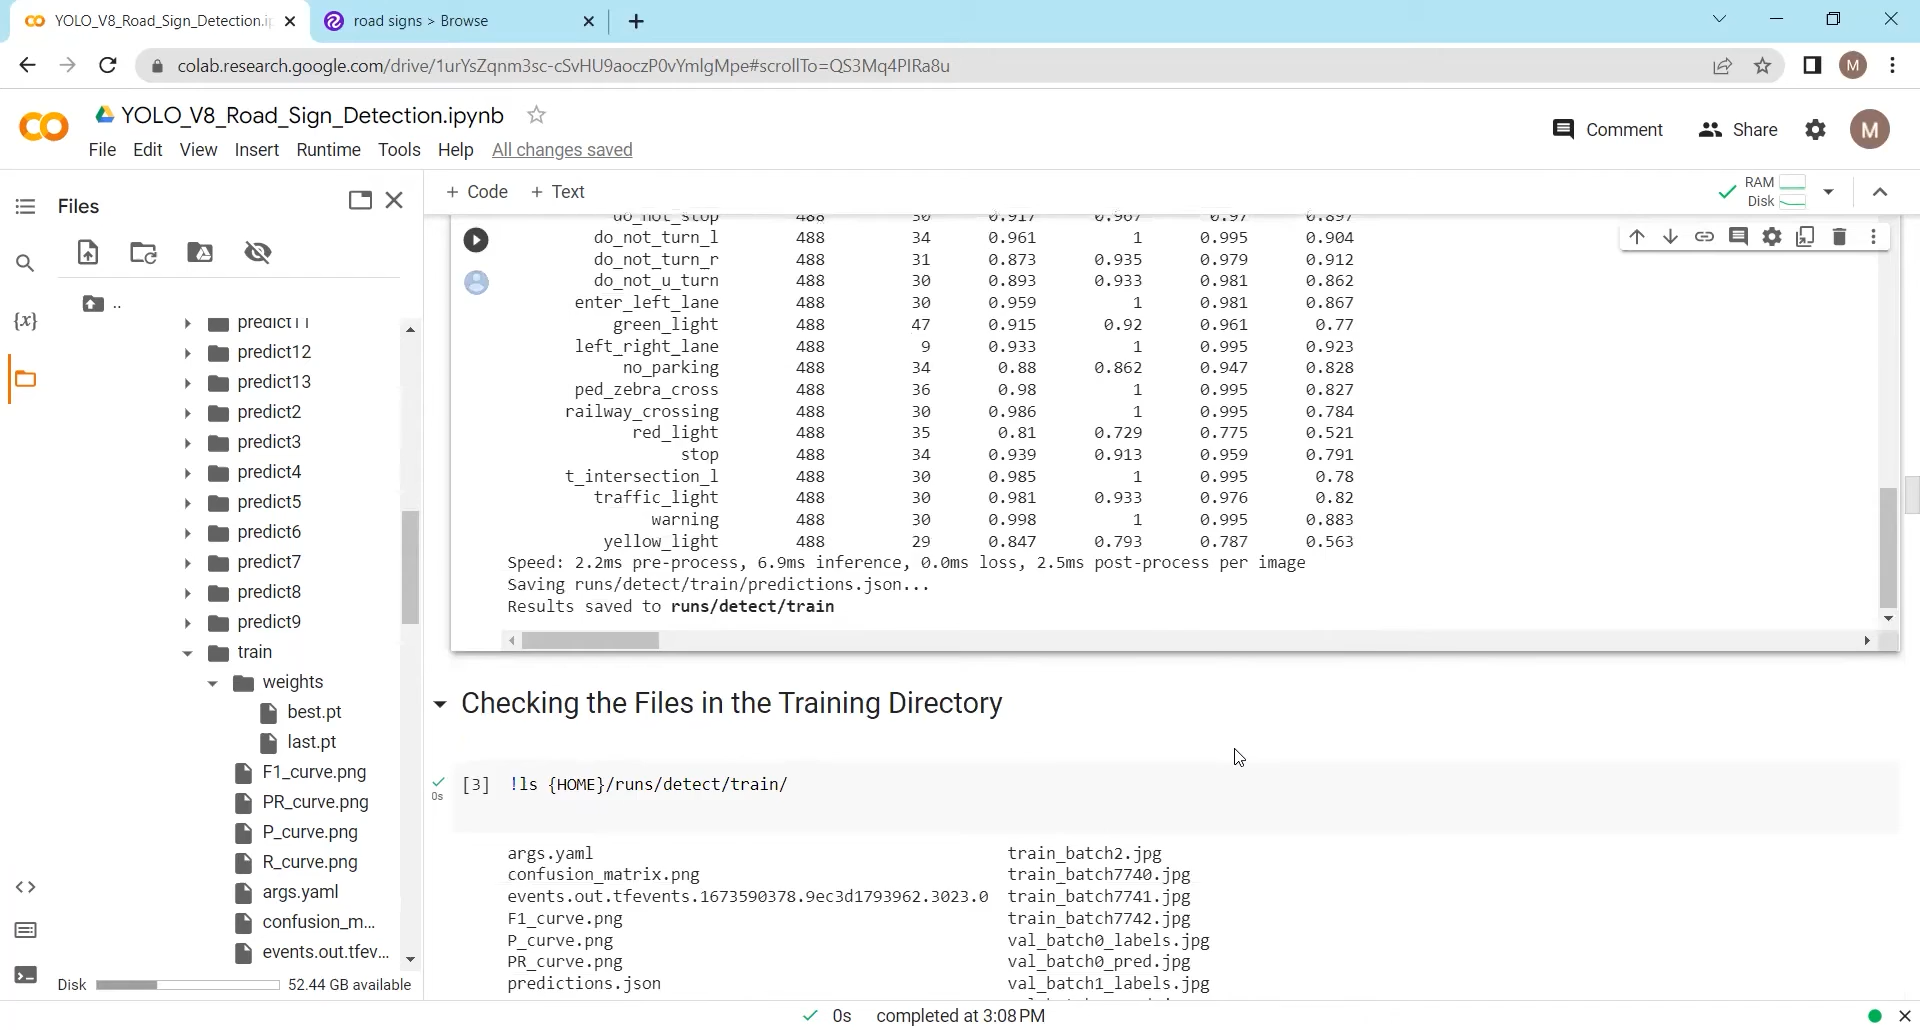 YOLO_V8_Road_Sign_Detection.ip
road signs > Browse
colab.research.google.com/drive/1urYsZqnm3sc-cSvHU9aoczP0vYmIgMpe#scrollTo=QS3Mq4PIRa8u
M
CO
YOLO_V8_Road_Sign_Detection.ipynb
File Edit View Insert Runtime Tools Help All changes saved
Comment Share M
Files
+ Code + Text
RAM
Disk
..
{x}
predict11
predict12
predict13
predict2
predict3
predict4
predict5
predict6
predict7
predict8
predict9
train
weights
best.pt
last.pt
F1_curve.png
PR_curve.png
P_curve.png
R_curve.png
args.yaml
confusion_m...
events.out.tfev...
Disk 52.44 GB available
do_not_stop 488 30 0.917 0.967 0.97 0.897
do_not_turn_l 488 34 0.961 1 0.995 0.904
do_not_turn_r 488 31 0.873 0.935 0.979 0.912
do_not_u_turn 488 30 0.893 0.933 0.981 0.862
enter_left_lane 488 30 0.959 1 0.981 0.867
green_light 488 47 0.915 0.92 0.961 0.77
left_right_lane 488 9 0.933 1 0.995 0.923
no_parking 488 34 0.88 0.862 0.947 0.828
ped_zebra_cross 488 36 0.98 1 0.995 0.827
railway_crossing 488 30 0.986 1 0.995 0.784
red_light 488 35 0.81 0.729 0.775 0.521
stop 488 34 0.939 0.913 0.959 0.791
t_intersection_l 488 30 0.985 1 0.995 0.78
traffic_light 488 30 0.981 0.933 0.976 0.82
warning 488 30 0.998 1 0.995 0.883
yellow_light 488 29 0.847 0.793 0.787 0.563
Speed: 2.2ms pre-process, 6.9ms inference, 0.0ms loss, 2.5ms post-process per image
Saving runs/detect/train/predictions.json...
Results saved to runs/detect/train
Checking the Files in the Training Directory
0s
[3] !ls {HOME}/runs/detect/train/
args.yaml train_batch2.jpg
confusion_matrix.png train_batch7740.jpg
events.out.tfevents.1673590378.9ec3d1793962.3023.0 train_batch7741.jpg
F1_curve.png train_batch7742.jpg
P_curve.png val_batch0_labels.jpg
PR_curve.png val_batch0_pred.jpg
predictions.json val_batch1_labels.jpg
0s completed at 3:08 PM